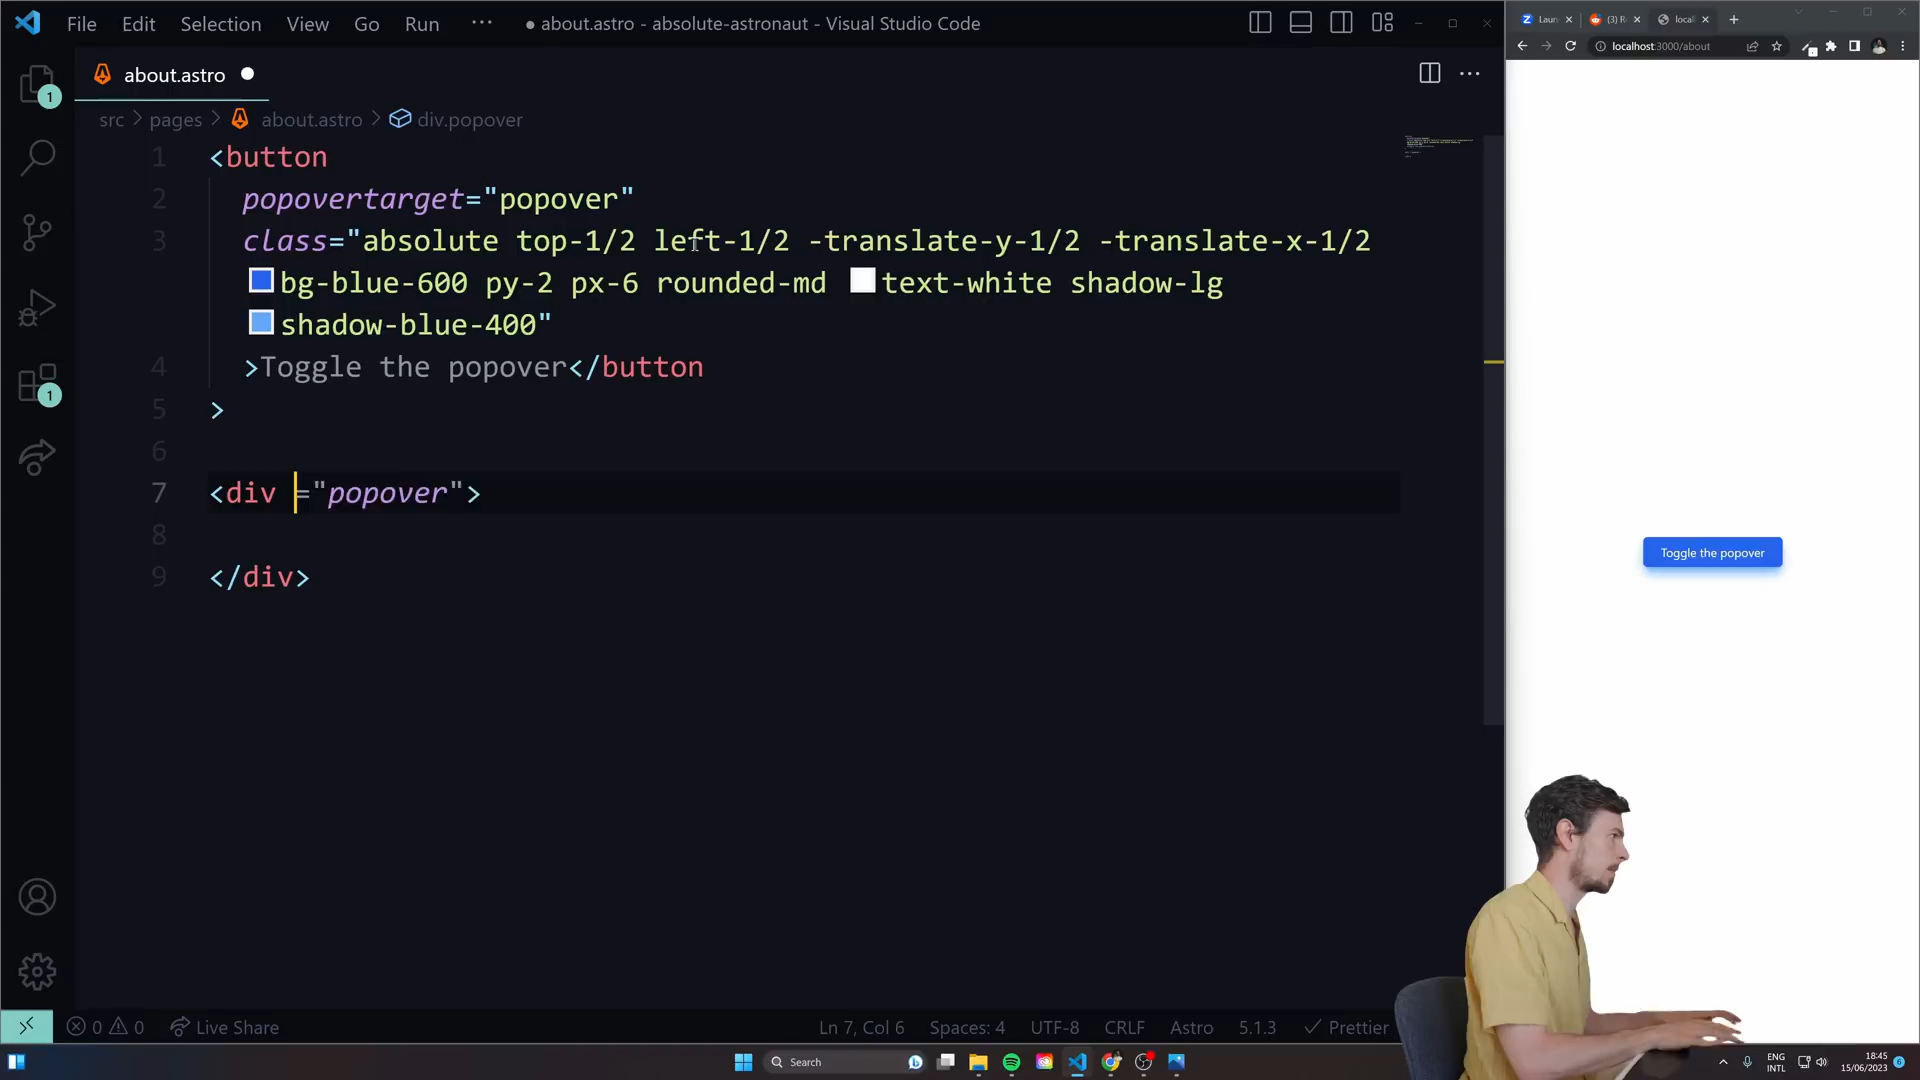 File Edit Selection View Go Run ··· ● about.astro - absolute-astronaut - Visual Studio Code
about.astro
src > pages > about.astro > div.popover
1 <button
2 popovertarget="popover"
3 class="absolute top-1/2 left-1/2 -translate-y-1/2 -translate-x-1/2
bg-blue-600 py-2 px-6 rounded-md text-white shadow-lg
shadow-blue-400"
4 >Toggle the popover</button
5 >
6
7 <div ="popover">
8
9 </div>
1
1
Ln 7, Col 6 Spaces: 4 UTF-8 CRLF Astro 5.1.3 Prettier
0 0 Live Share
Laun (3) R local
localhost:3000/about
Toggle the popover
Search
ENG
INTL
18:45
15/06/2023